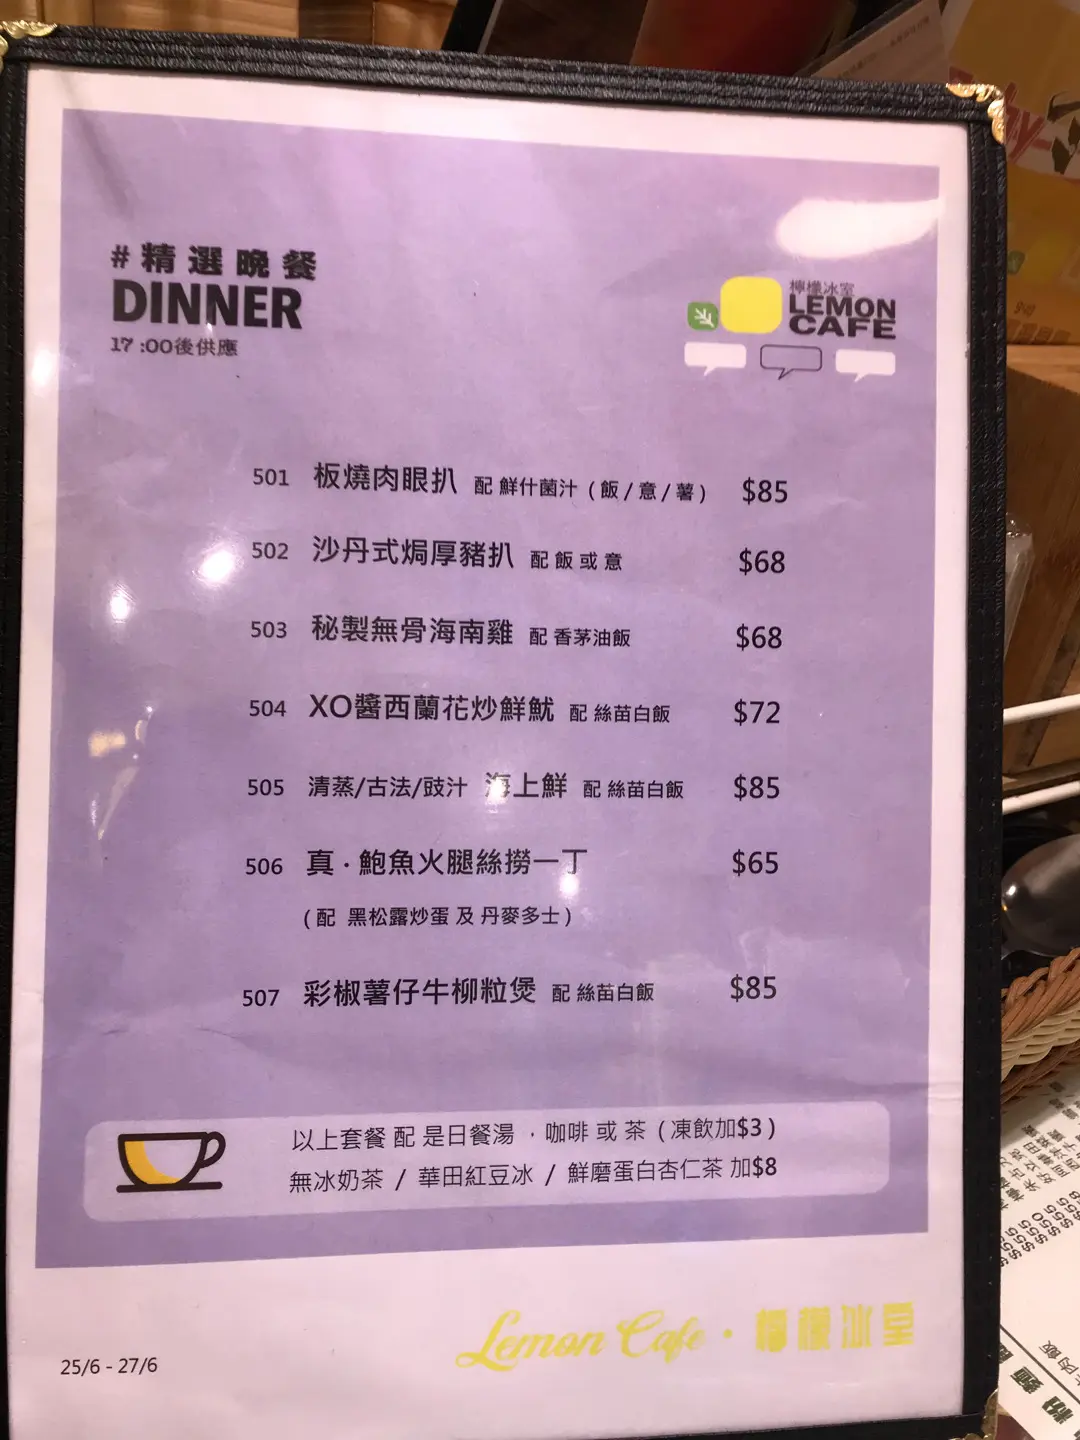 #精選晚餐
DINNER
17:00後供應
檸檬冰室
LEMON
CAFE
501 板燒肉眼扒 配 鮮什菌汁 (飯/意/薯) $85
502 沙丹式焗厚豬扒 配 飯 或 意 $68
503 秘製無骨海南雞 配 香茅油飯 $68
504 XO醬西蘭花炒鮮魷 配 絲苗白飯 $72
505 清蒸/古法/豉汁 海上鮮 配 絲苗白飯 $85
506 真·鮑魚火腿絲撈一丁 $65
(配 黑松露炒蛋 及 丹麥多士)
507 彩椒薯仔牛柳粒煲 配 絲苗白飯 $85
以上套餐 配 是日餐湯 ,咖啡 或 茶 (凍飲加$3)
無冰奶茶 / 華田紅豆冰 / 鮮磨蛋白杏仁茶 加$8
Lemon Cafe · 檸檬冰室
25/6 - 27/6